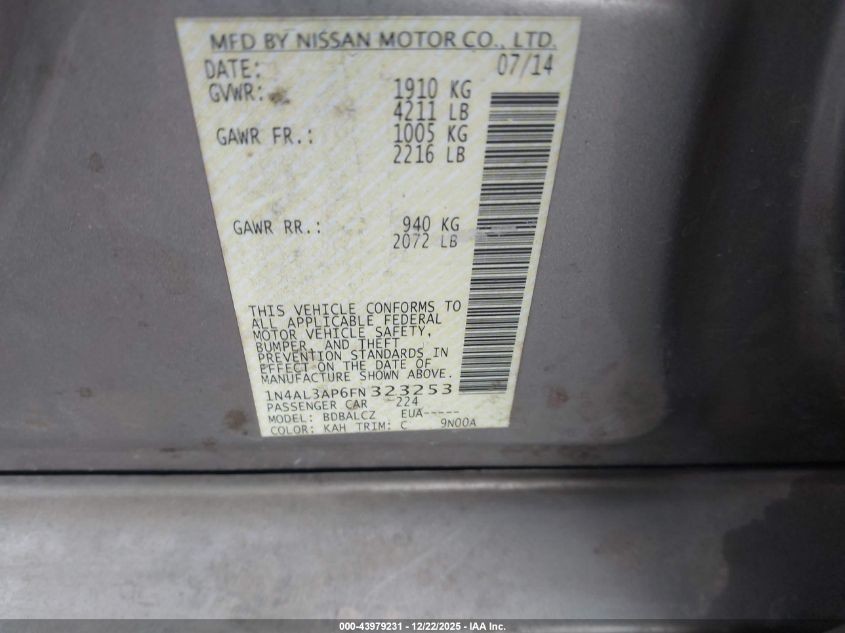 MFD BY NISSAN MOTOR CO., LTD.
DATE: 07/14
GVWR: 1910 KG
4211 LB
GAWR FR.: 1005 KG
2216 LB
GAWR RR.: 940 KG
2072 LB
THIS VEHICLE CONFORMS TO
ALL APPLICABLE FEDERAL
MOTOR VEHICLE SAFETY,
BUMPER, AND THEFT
PREVENTION STANDARDS IN
EFFECT ON THE DATE OF
MANUFACTURE SHOWN ABOVE.
1N4AL3AP6FN323253
PASSENGER CAR 224
MODEL: BDBALCZ EUA-----
COLOR: KAH TRIM: C 9N00A
000-43979231 - 12/22/2025 - IAA Inc.